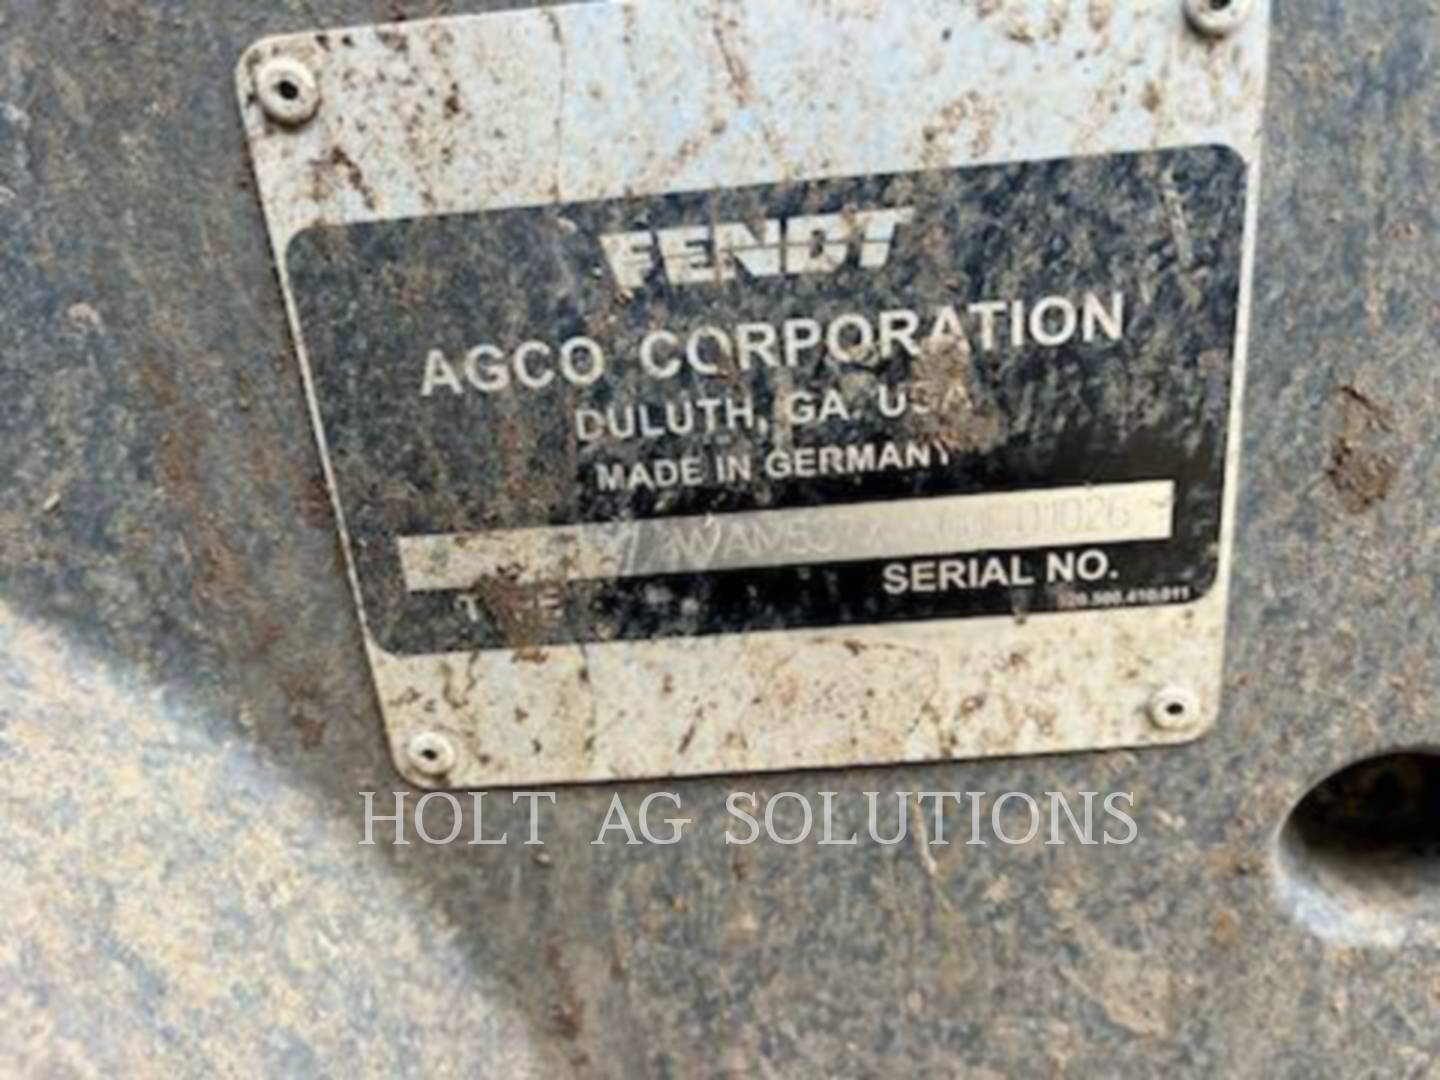 FENDT
AGCO CORPORATION
DULUTH, GA. USA
MADE IN GERMANY
SERIAL NO.
HOLT AG SOLUTIONS